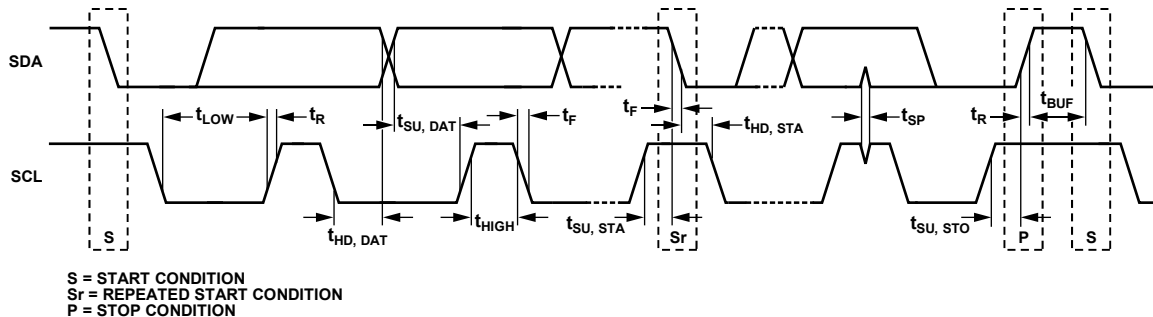 SDA
tF
tLOW
tR
tSU, DAT
tF
tHD, STA
tSP
tR
tBUF
SCL
S
tHD, DAT
tHIGH
tSU, STA
Sr
tSU, STO
P
S
S = START CONDITION
Sr = REPEATED START CONDITION
P = STOP CONDITION